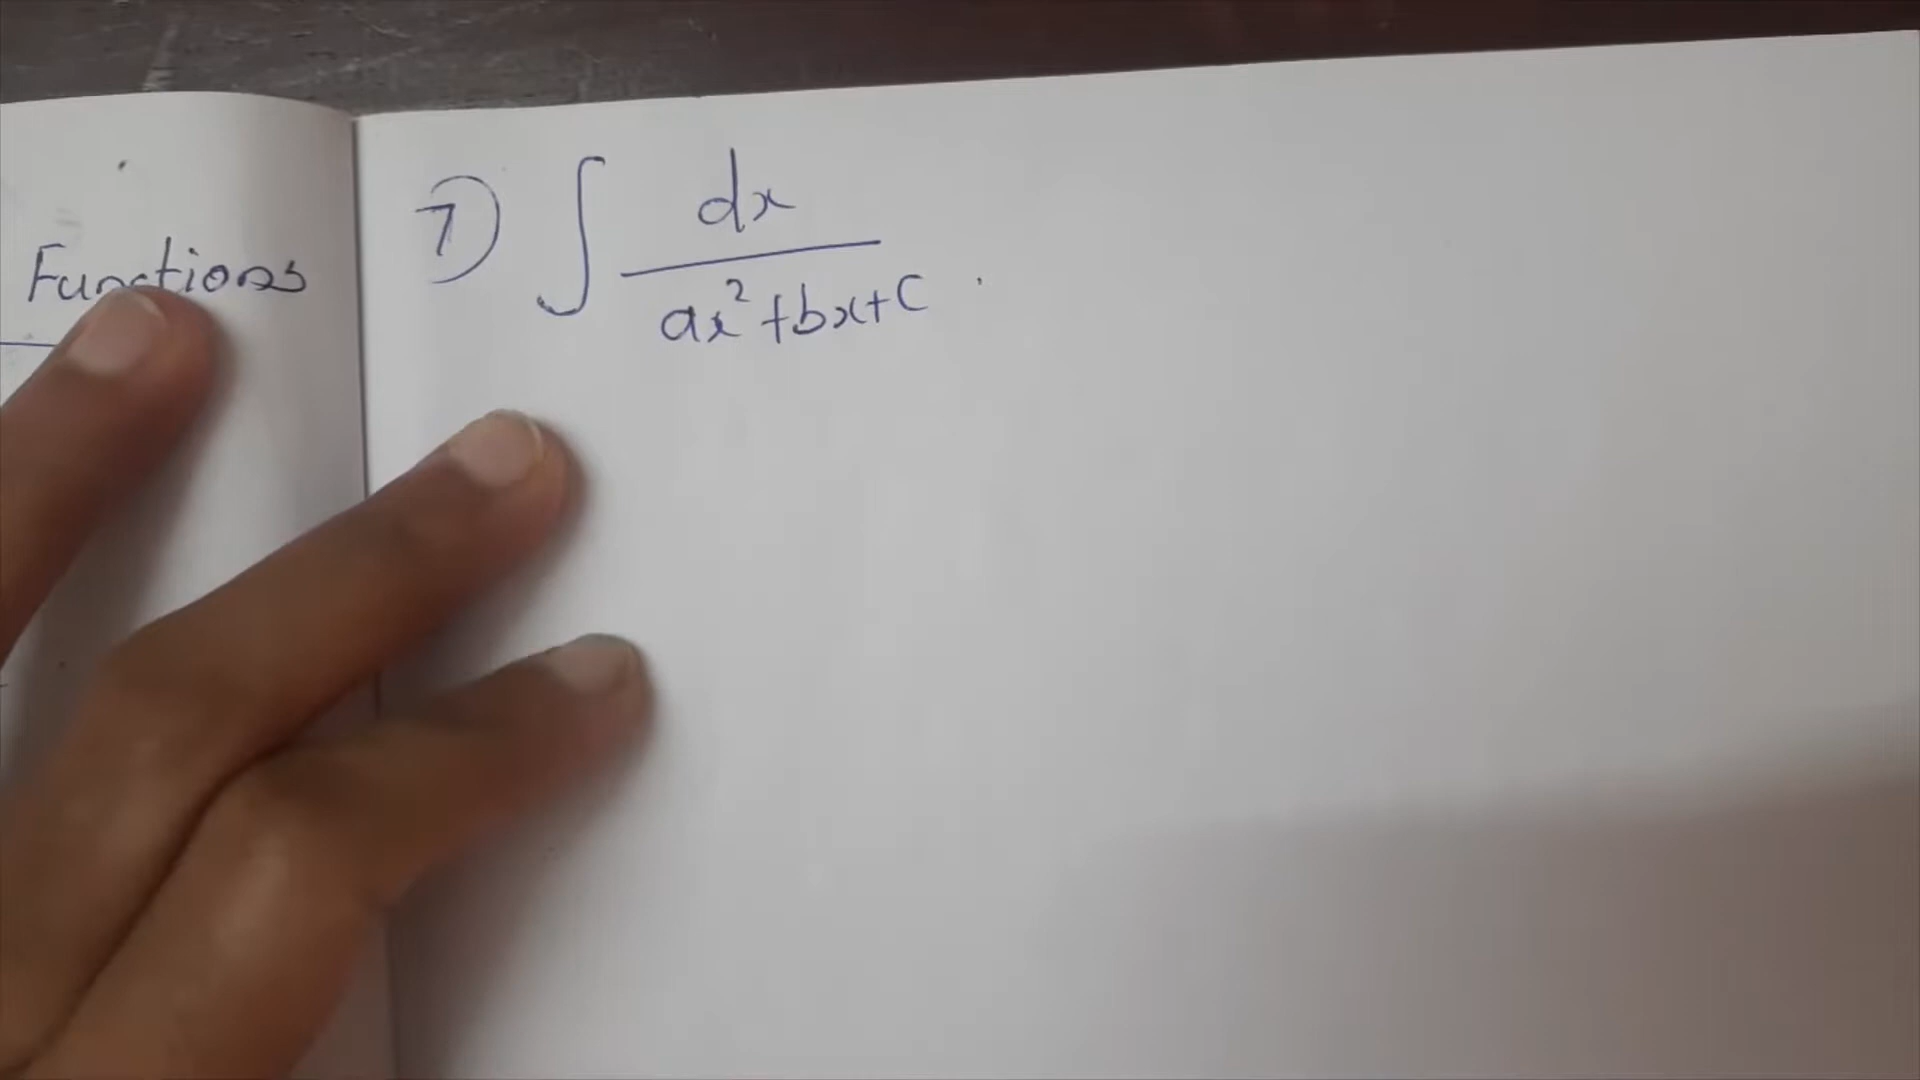 Functions
7) ∫ dx / (ax² + bx + c)